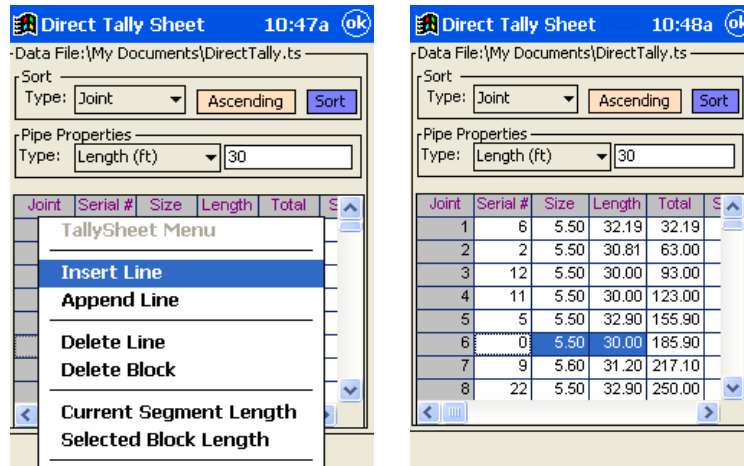 Direct Tally Sheet 10:47a ok
Data File:\My Documents\DirectTally.ts
Sort
Type: Joint Ascending Sort
Pipe Properties
Type: Length (ft) 30
Joint Serial # Size Length Total S
TallySheet Menu
Insert Line
Append Line
Delete Line
Delete Block
Current Segment Length
Selected Block Length
Direct Tally Sheet 10:48a ok
Data File:\My Documents\DirectTally.ts
Sort
Type: Joint Ascending Sort
Pipe Properties
Type: Length (ft) 30
Joint Serial # Size Length Total S
1 6 5.50 32.19 32.19
2 2 5.50 30.81 63.00
3 12 5.50 30.00 93.00
4 11 5.50 30.00 123.00
5 5 5.50 32.90 155.90
6 0 5.50 30.00 185.90
7 9 5.60 31.20 217.10
8 22 5.50 32.90 250.00